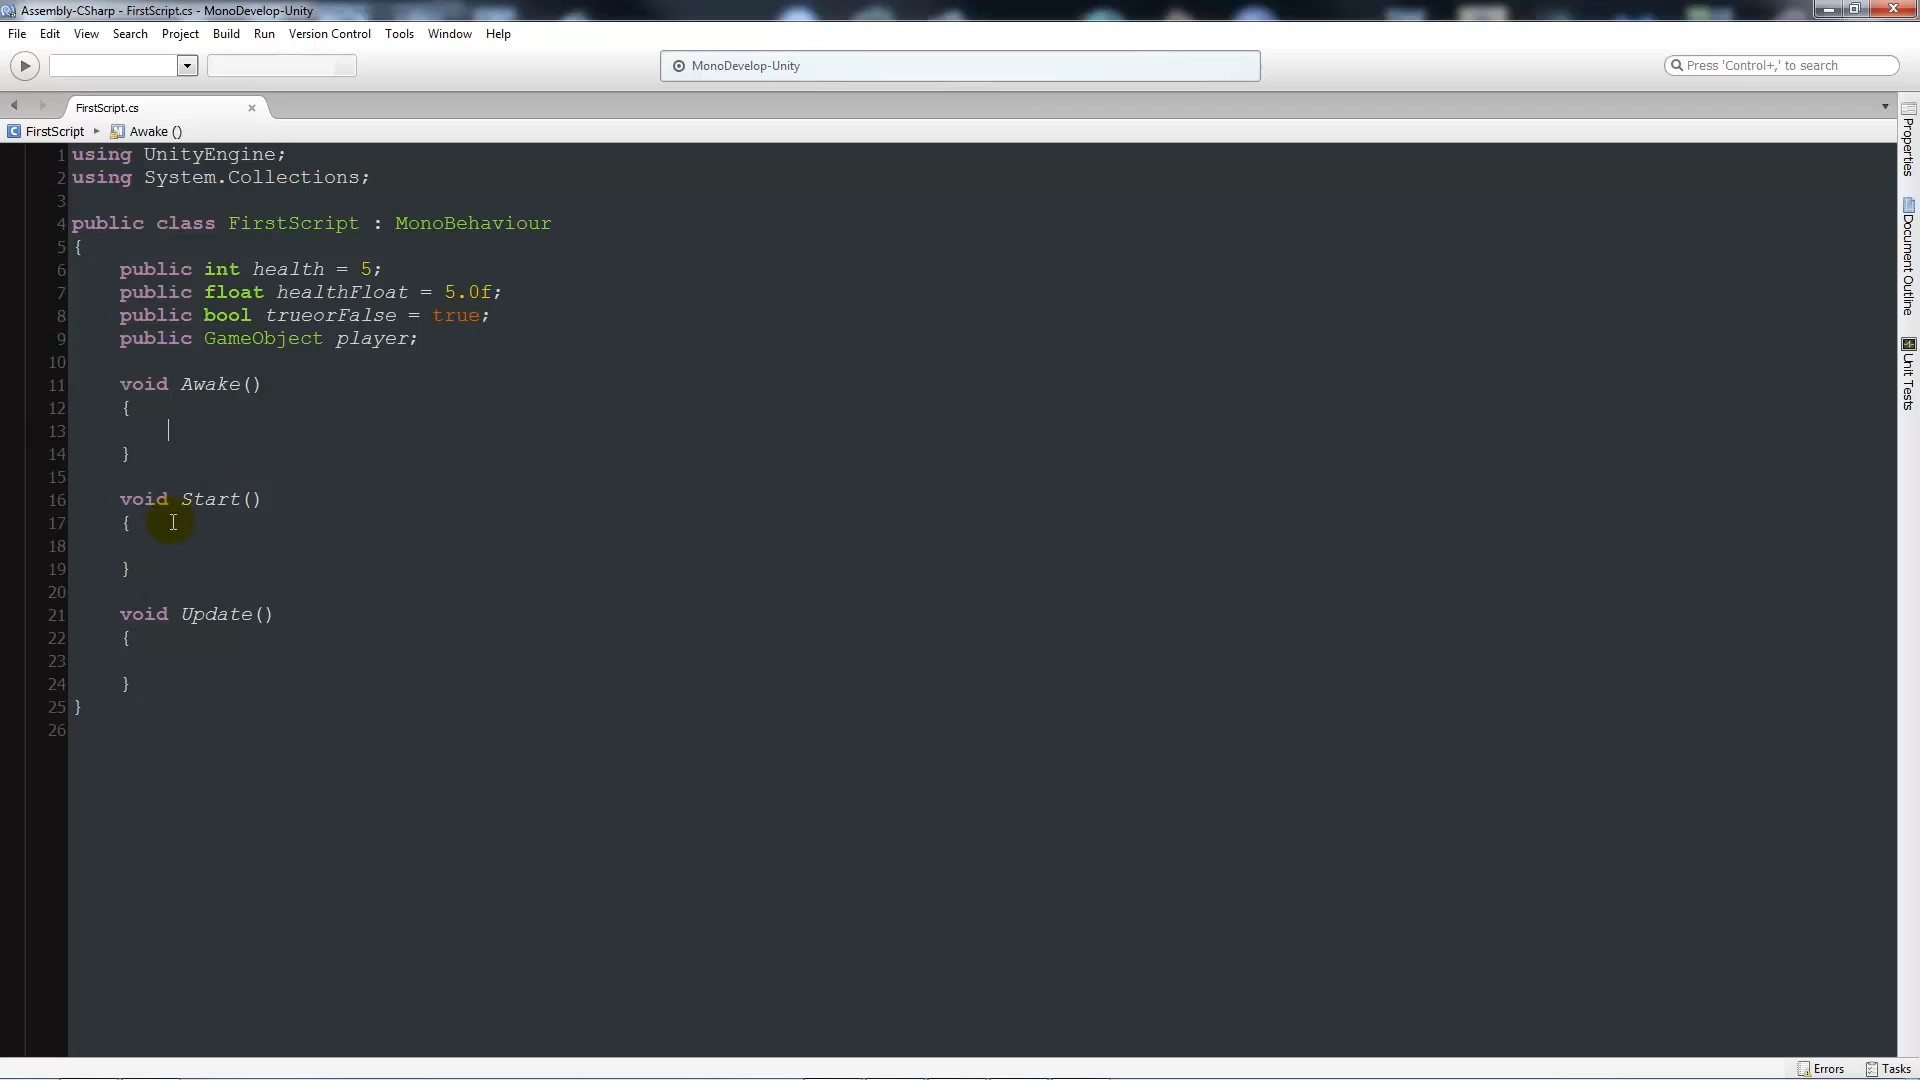 Assembly-CSharp - FirstScript.cs - MonoDevelop-Unity
File Edit View Search Project Build Run Version Control Tools Window Help
MonoDevelop-Unity
Press 'Control+,' to search
FirstScript.cs
FirstScript Awake ()
1 using UnityEngine;
2 using System.Collections;
3
4 public class FirstScript : MonoBehaviour
5 {
6 public int health = 5;
7 public float healthFloat = 5.0f;
8 public bool trueorFalse = true;
9 public GameObject player;
10
11 void Awake()
12 {
13
14 }
15
16 void Start()
17 {
18
19 }
20
21 void Update()
22 {
23
24 }
25 }
26
Properties
Document Outline
Unit Tests
Errors Tasks